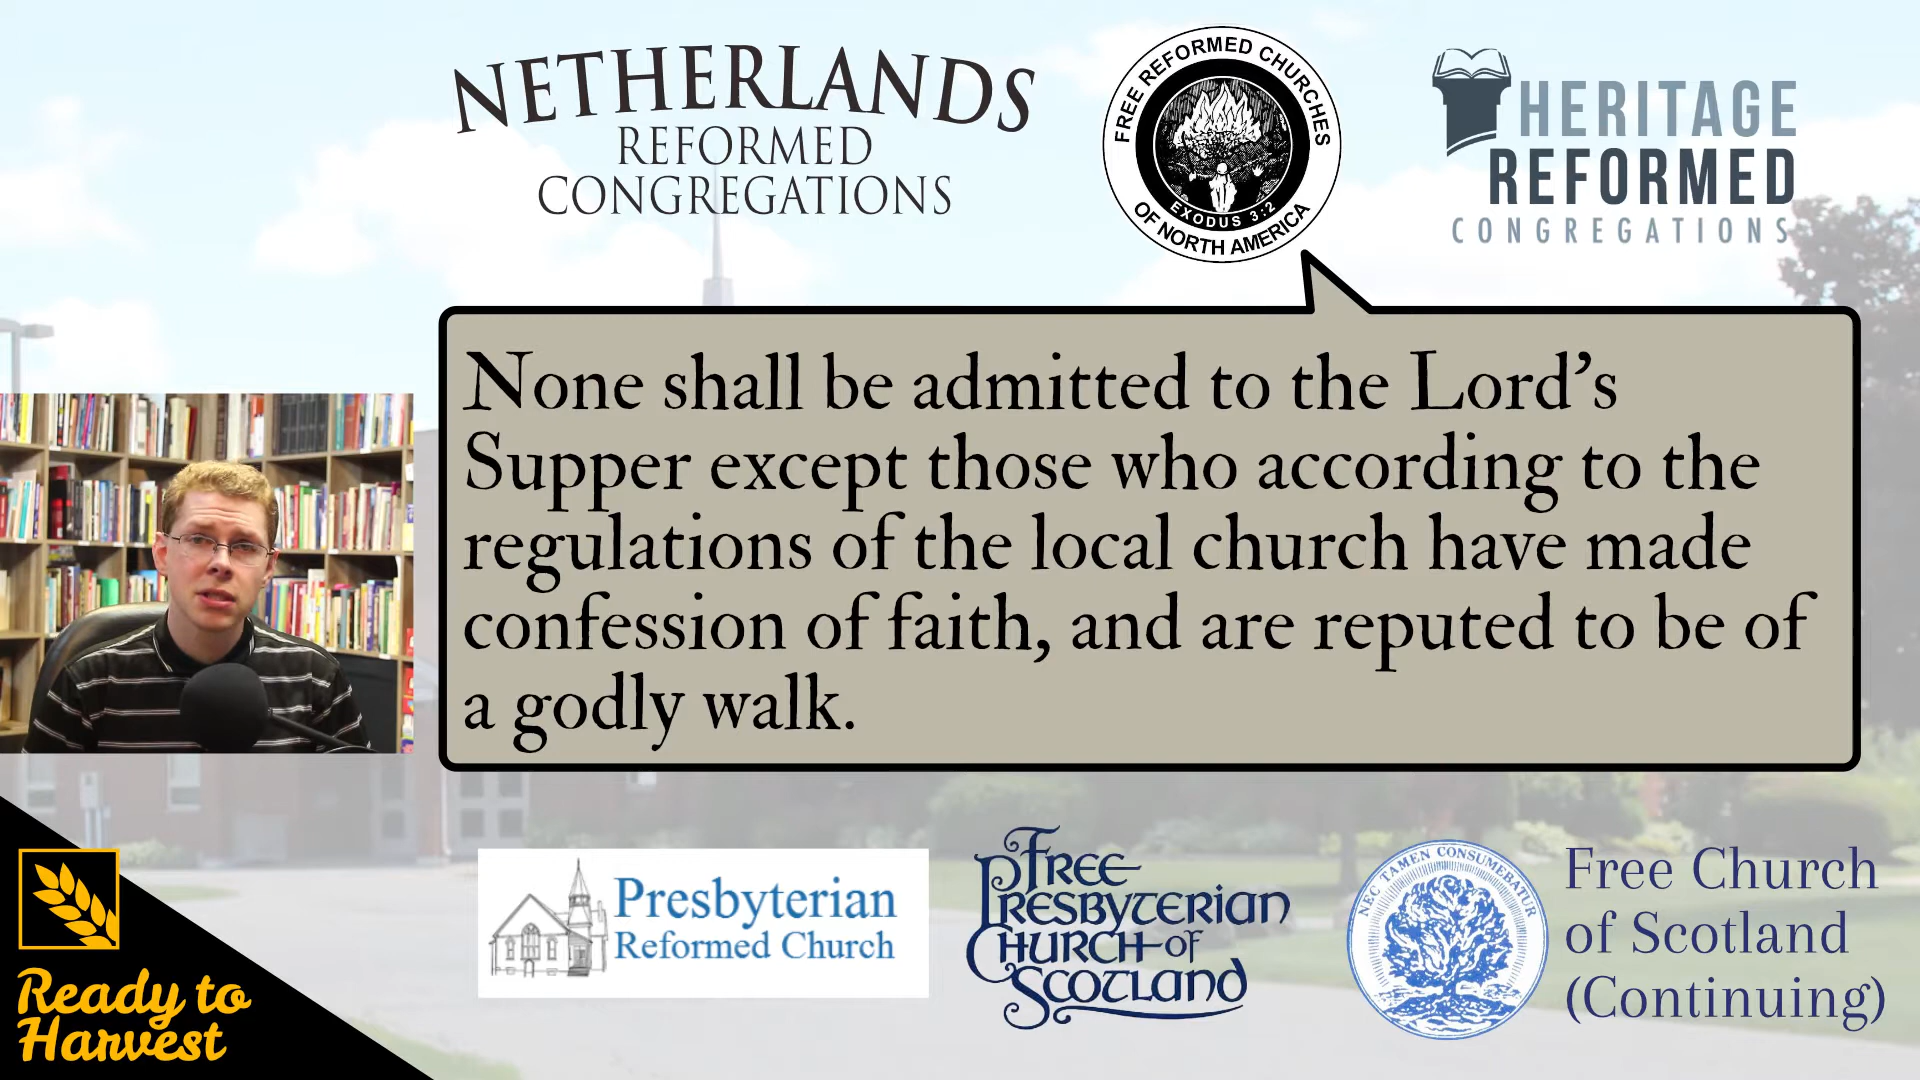 NETHERLANDS
REFORMED
CONGREGATIONS
FREE REFORMED CHURCHES
EXODUS 3:2
OF NORTH AMERICA
HERITAGE
REFORMED
CONGREGATIONS
None shall be admitted to the Lord's
Supper except those who according to the
regulations of the local church have made
confession of faith, and are reputed to be of
a godly walk.
Presbyterian
Reformed Church
FREE
PRESBYTERIAN
CHURCH of
SCOTLAND
NEC TAMEN CONSUMEBATUR
Free Church
of Scotland
(Continuing)
Ready to
Harvest